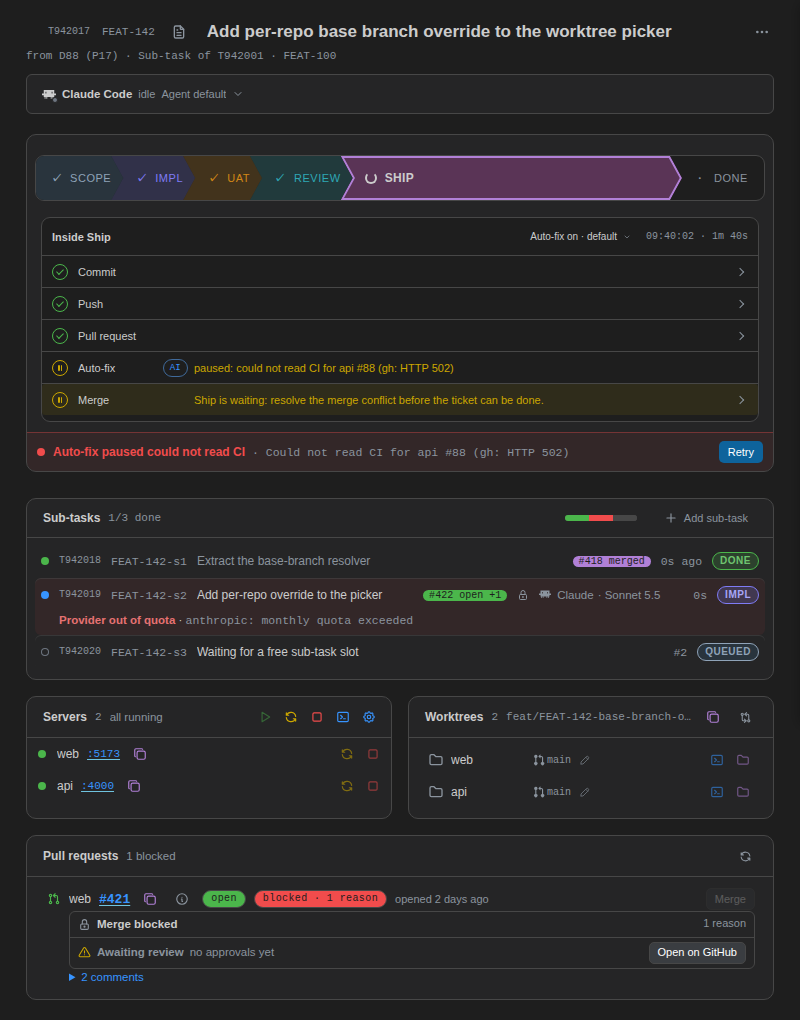 T942017 FEAT-142 Add per-repo base branch override to the worktree picker
from D88 (P17) · Sub-task of T942001 · FEAT-100
Claude Code idle Agent default
SCOPE IMPL UAT REVIEW SHIP DONE
Inside Ship Auto-fix on · default 09:40:02 · 1m 40s
Commit
Push
Pull request
Auto-fix AI paused: could not read CI for api #88 (gh: HTTP 502)
Merge Ship is waiting: resolve the merge conflict before the ticket can be done.
Auto-fix paused could not read CI · Could not read CI for api #88 (gh: HTTP 502) Retry
Sub-tasks 1/3 done Add sub-task
T942018 FEAT-142-s1 Extract the base-branch resolver #418 merged 0s ago DONE
T942019 FEAT-142-s2 Add per-repo override to the picker #422 open +1 Claude · Sonnet 5.5 0s IMPL
Provider out of quota · anthropic: monthly quota exceeded
T942020 FEAT-142-s3 Waiting for a free sub-task slot #2 QUEUED
Servers 2 all running
web :5173
api :4000
Worktrees 2 feat/FEAT-142-base-branch-o…
web main
api main
Pull requests 1 blocked
web #421 open blocked · 1 reason opened 2 days ago Merge
Merge blocked 1 reason
Awaiting review no approvals yet Open on GitHub
2 comments